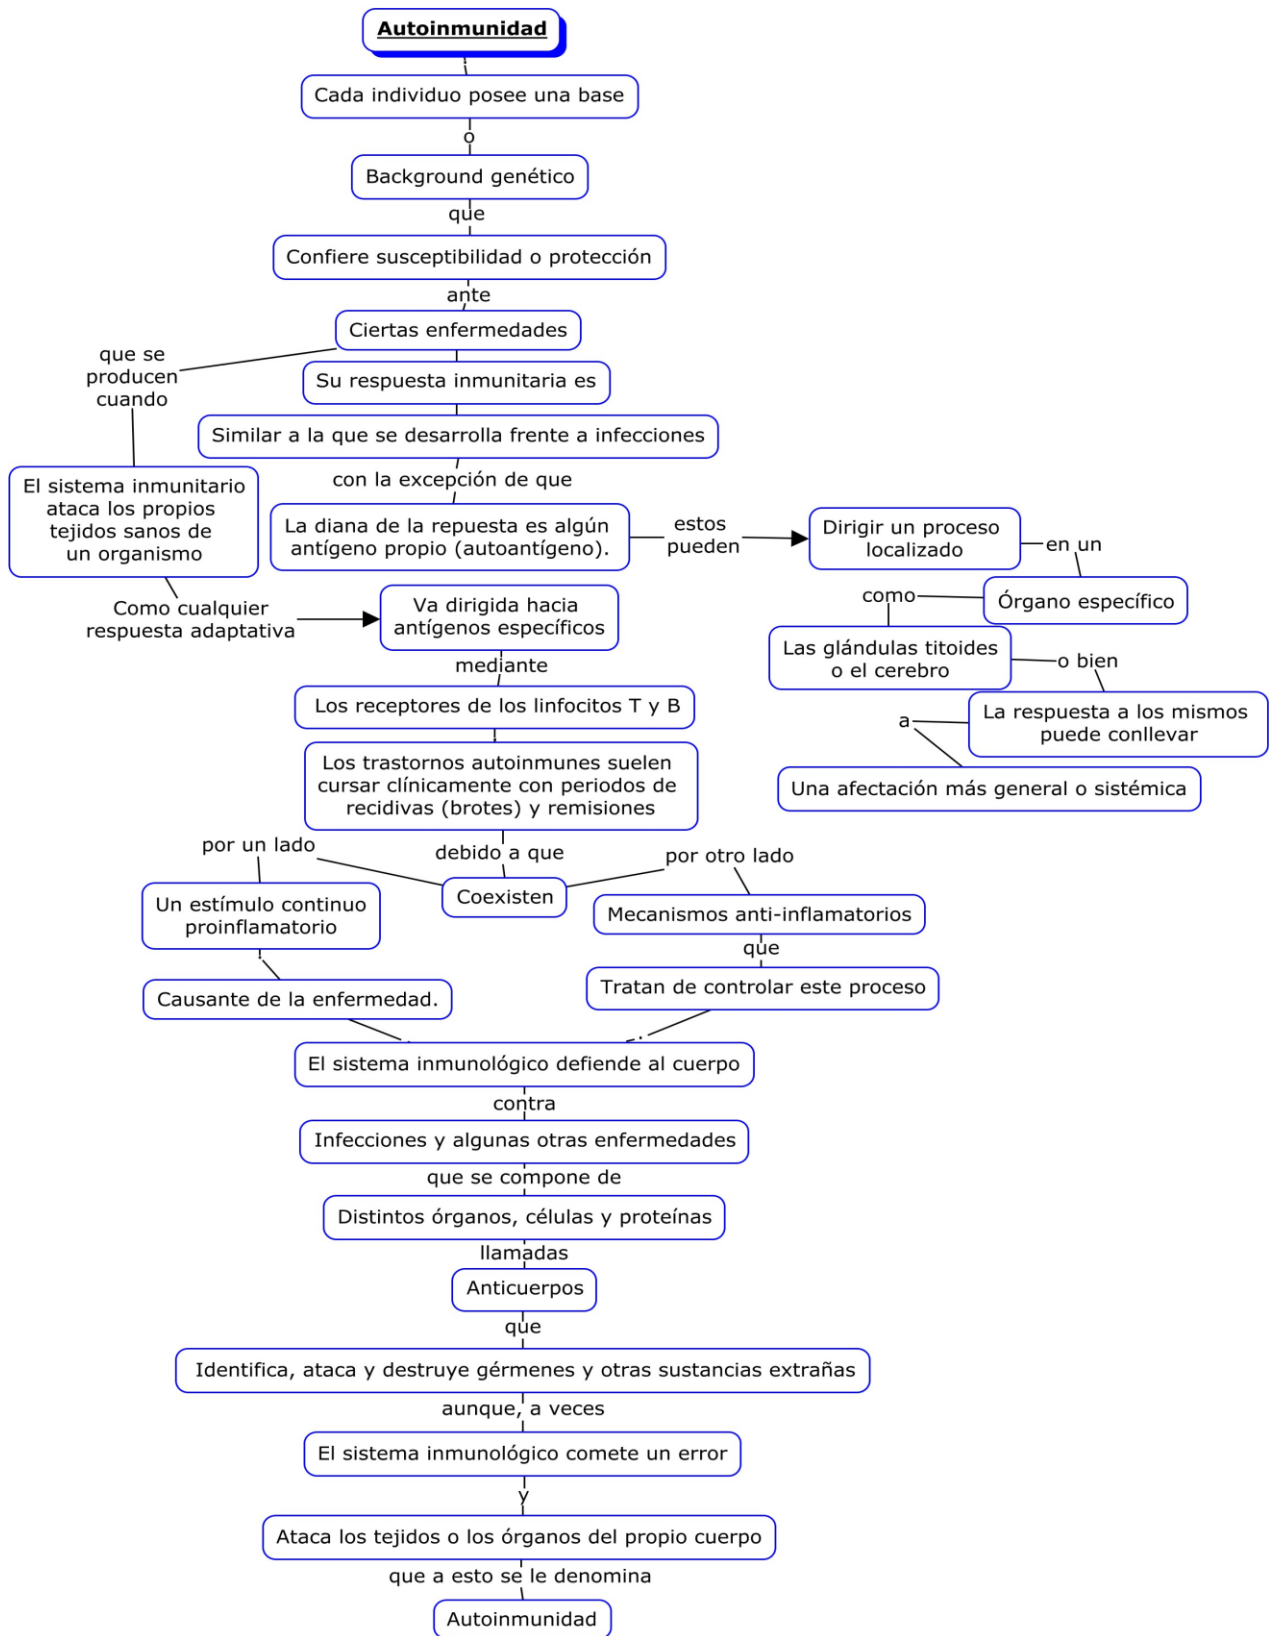 Autoinmunidad
Cada individuo posee una base
o
Background genético
que
Confiere susceptibilidad o protección
ante
Ciertas enfermedades
que se
producen
cuando
Su respuesta inmunitaria es
Similar a la que se desarrolla frente a infecciones
El sistema inmunitario
ataca los propios
tejidos sanos de
un organismo
con la excepción de que
La diana de la repuesta es algún
antígeno propio (autoantígeno).
estos
pueden
Dirigir un proceso
localizado
en un
Órgano específico
como
Las glándulas titoides
o el cerebro
o bien
La respuesta a los mismos
puede conllevar
a
Una afectación más general o sistémica
Como cualquier
respuesta adaptativa
Va dirigida hacia
antígenos específicos
mediante
Los receptores de los linfocitos T y B
Los trastornos autoinmunes suelen
cursar clínicamente con periodos de
recidivas (brotes) y remisiones
por un lado
debido a que
por otro lado
Coexisten
Un estímulo continuo
proinflamatorio
Mecanismos anti-inflamatorios
que
Causante de la enfermedad.
Tratan de controlar este proceso
El sistema inmunológico defiende al cuerpo
contra
Infecciones y algunas otras enfermedades
que se compone de
Distintos órganos, células y proteínas
llamadas
Anticuerpos
que
Identifica, ataca y destruye gérmenes y otras sustancias extrañas
aunque, a veces
El sistema inmunológico comete un error
y
Ataca los tejidos o los órganos del propio cuerpo
que a esto se le denomina
Autoinmunidad